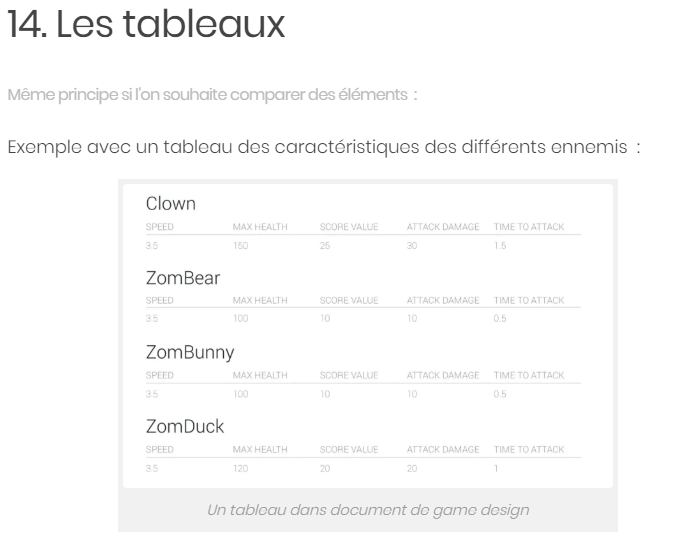 14. Les tableaux
Même principe si l'on souhaite comparer des éléments :
Exemple avec un tableau des caractéristiques des différents ennemis :
Clown
SPEED MAX HEALTH SCORE VALUE ATTACK DAMAGE TIME TO ATTACK
3.5 150 25 30 1.5
ZomBear
SPEED MAX HEALTH SCORE VALUE ATTACK DAMAGE TIME TO ATTACK
3.5 100 10 10 0.5
ZomBunny
SPEED MAX HEALTH SCORE VALUE ATTACK DAMAGE TIME TO ATTACK
3.5 100 10 10 0.5
ZomDuck
SPEED MAX HEALTH SCORE VALUE ATTACK DAMAGE TIME TO ATTACK
3.5 120 20 20 1
Un tableau dans document de game design